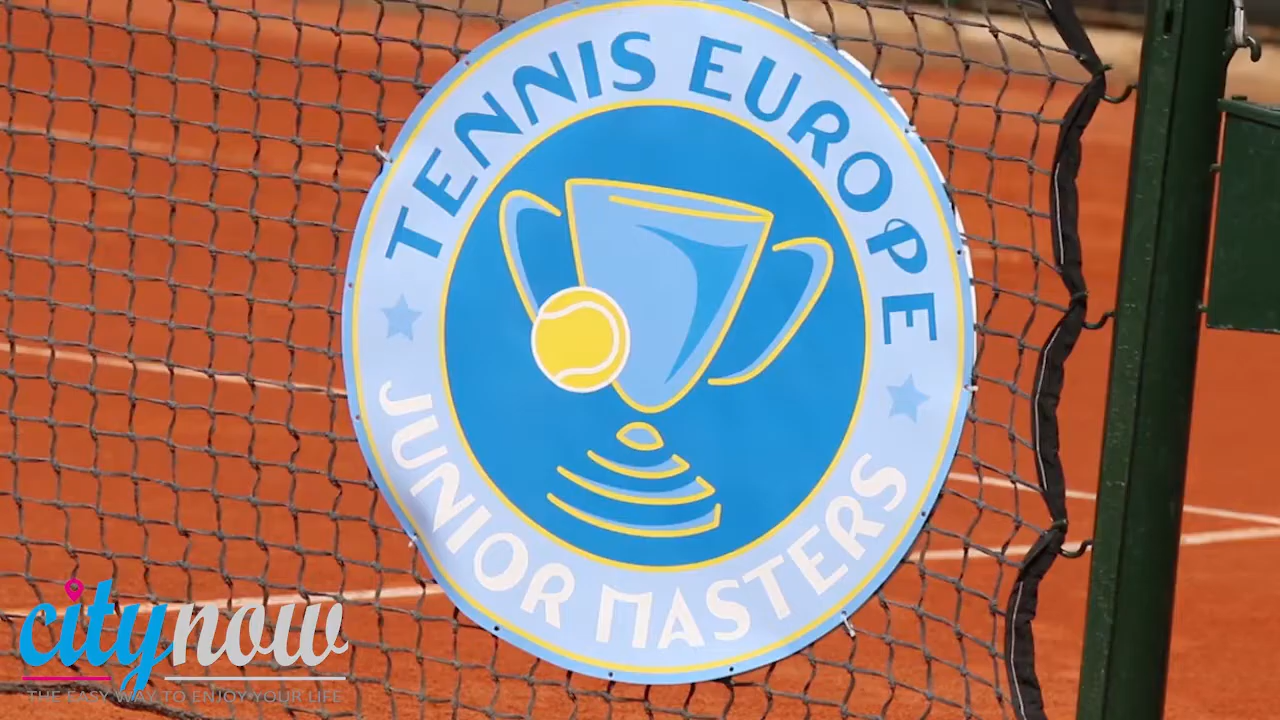 TENNIS EUROPE
JUNIOR MASTERS
citynow
THE EASY WAY TO ENJOY YOUR LIFE